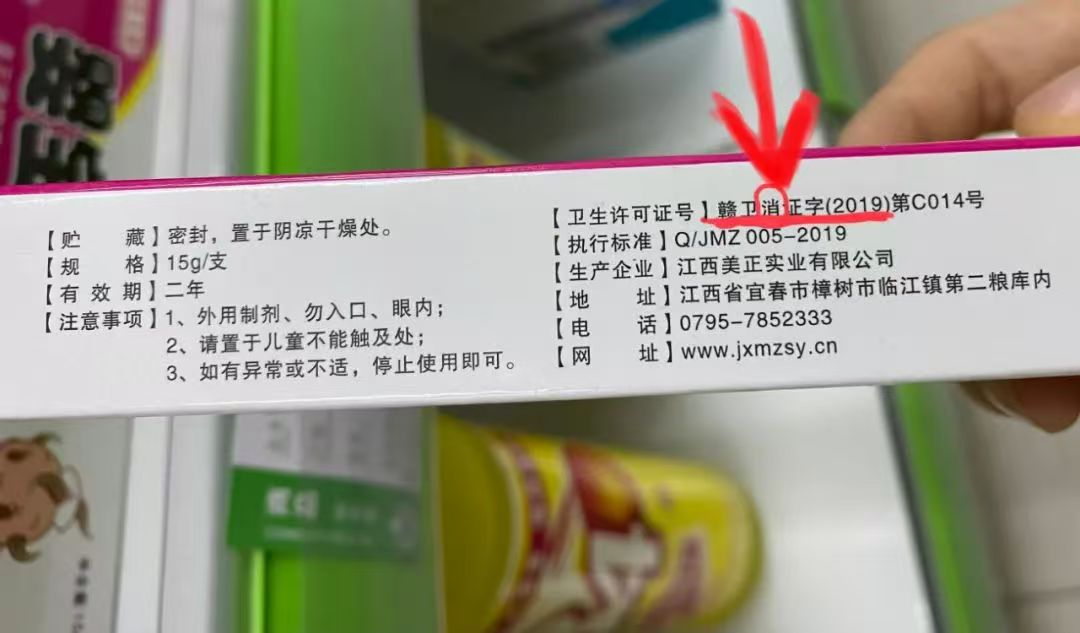 【贮 藏】密封，置于阴凉干燥处。
【规 格】15g/支
【有 效 期】二年
【注意事项】1、外用制剂、勿入口、眼内；
2、请置于儿童不能触及处；
3、如有异常或不适，停止使用即可。
【卫生许可证号】赣卫消证字(2019)第C014号
【执行标准】Q/JMZ 005-2019
【生产企业】江西美正实业有限公司
【地 址】江西省宜春市樟树市临江镇第二粮库内
【电 话】0795-7852333
【网 址】www.jxmzsy.cn